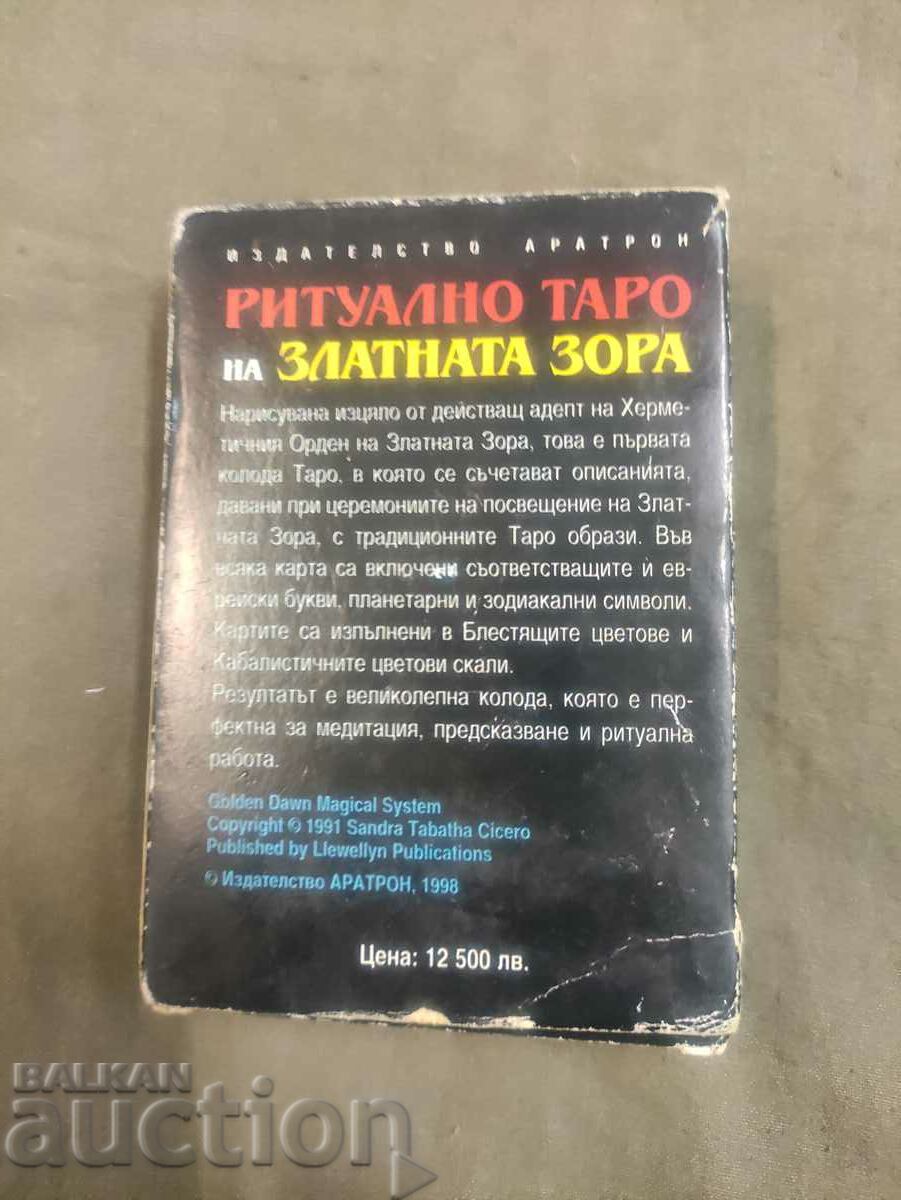 ИЗДАТЕЛСТВО АРАТРОН
РИТУАЛНО ТАРО
НА ЗЛАТНАТА ЗОРА
Нарисувана изцяло от действащ адепт на Херме-
тичния Орден на Златната Зора, това е първата
колода Таро, в която се съчетават описанията,
давани при церемониите на посвещение на Злат-
ната Зора, с традиционните Таро образи. Във
всяка карта са включени съответстващите ѝ ев-
рейски букви, планетарни и зодиакални символи.
Картите са изпълнени в Блестящите цветове и
Кабалистичните цветови скали.
Резултатът е великолепна колода, която е пер-
фектна за медитация, предсказване и ритуална
работа.
Golden Dawn Magical System
Copyright © 1991 Sandra Tabatha Cicero
Published by Llewellyn Publications
© Издателство АРАТРОН, 1998
Цена: 12 500 лв.
BALKAN
auction